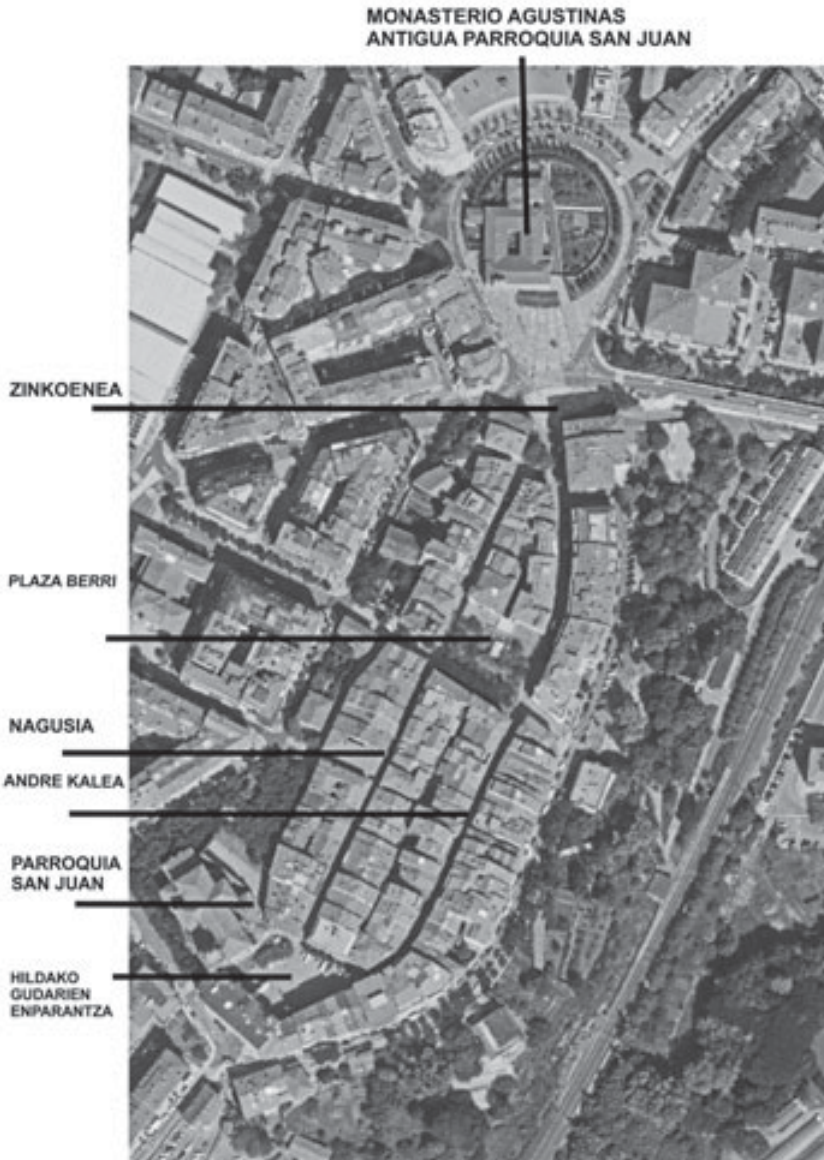 MONASTERIO AGUSTINAS
ANTIGUA PARROQUIA SAN JUAN
ZINKOENEA
PLAZA BERRI
NAGUSIA
ANDRE KALEA
PARROQUIA
SAN JUAN
HILDAKO
GUDARIEN
ENPARANTZA